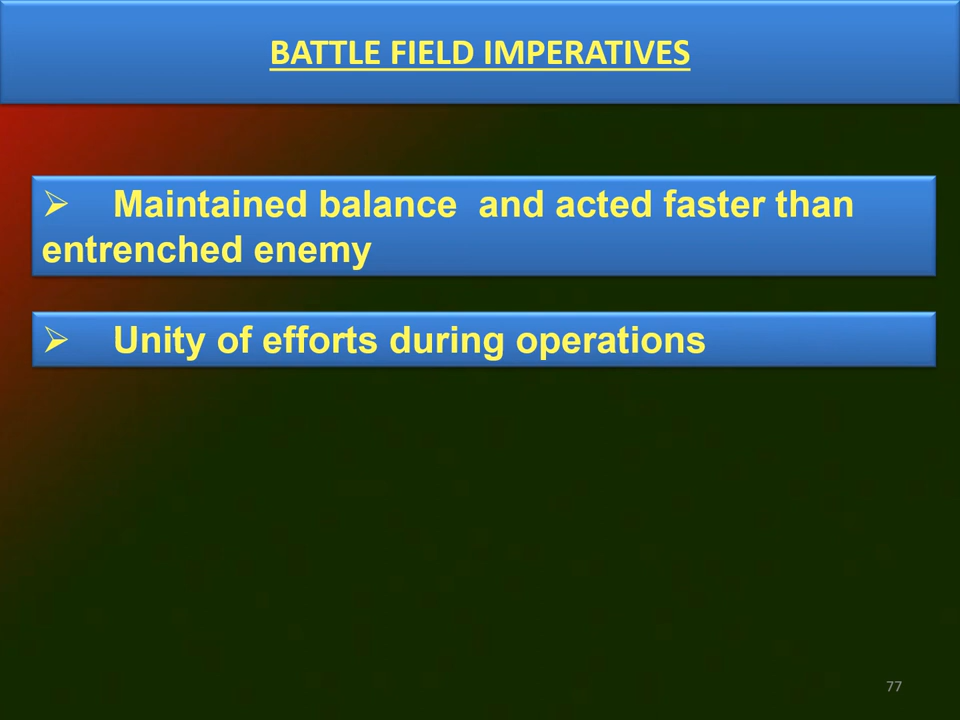 BATTLE FIELD IMPERATIVES
➢ Maintained balance  and acted faster than
entrenched enemy
➢ Unity of efforts during operations
77